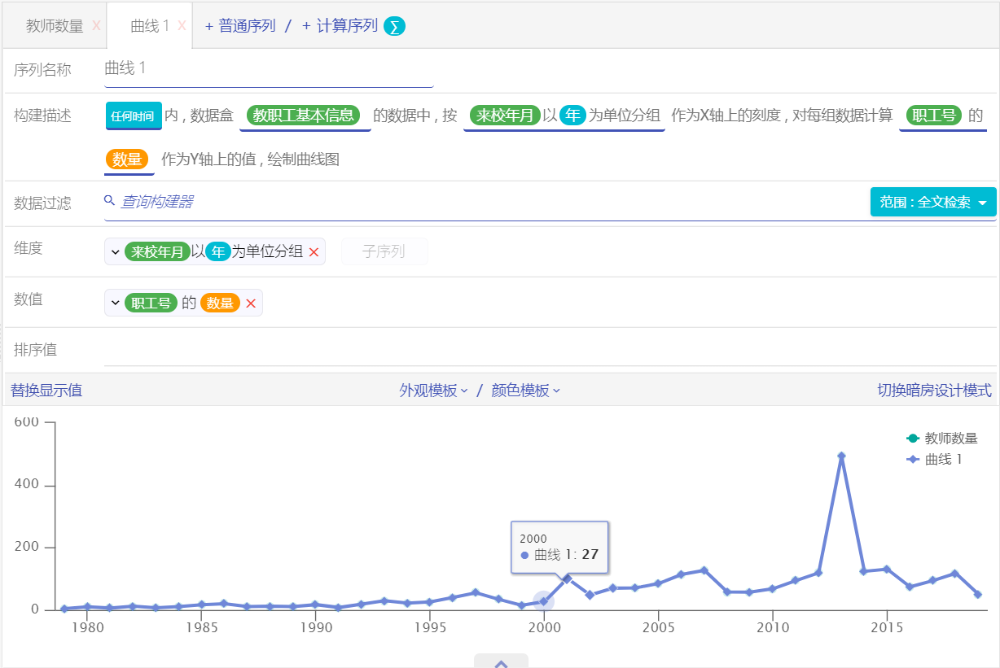 教师数量 X 曲线 1 X + 普通序列 / + 计算序列 ∑
序列名称 曲线 1
构建描述 任何时间 内 , 数据盒 教职工基本信息 的数据中 , 按 来校年月 以 年 为单位分组 作为X轴上的刻度 , 对每组数据计算 职工号 的
数量 作为Y轴上的值 , 绘制曲线图
数据过滤 查询构建器 范围 : 全文检索
维度 来校年月 以 年 为单位分组 × 子序列
数值 职工号 的 数量 ×
排序值
替换显示值 外观模板 / 颜色模板 切换暗房设计模式
600
教师数量
曲线 1
400
200
2000
曲线 1: 27
0
1980 1985 1990 1995 2000 2005 2010 2015